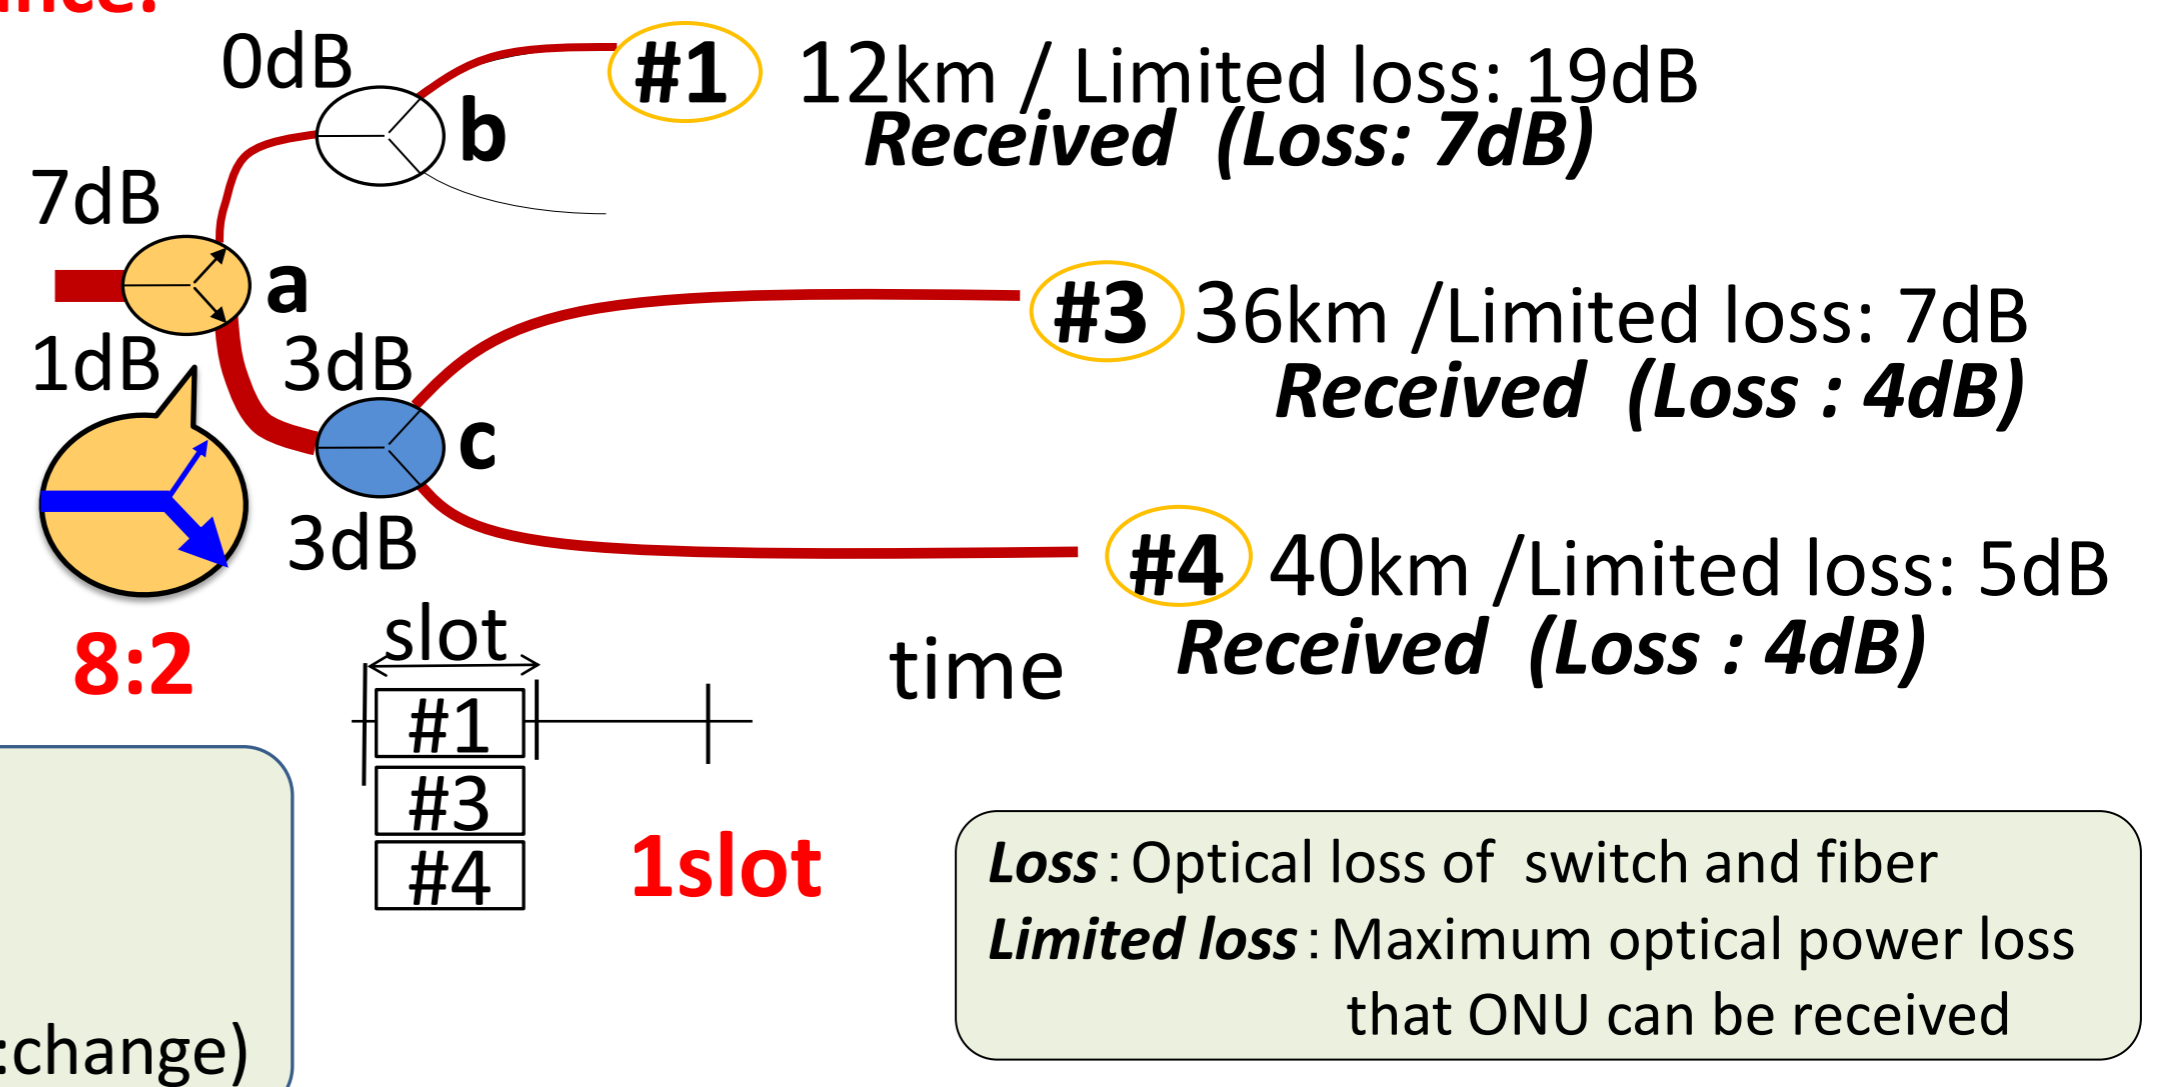 0dB
#1 12km / Limited loss: 19dB
b
Received (Loss: 7dB)
7dB
a
#3 36km /Limited loss: 7dB
1dB
3dB
Received (Loss : 4dB)
c
3dB
#4 40km /Limited loss: 5dB
8:2
slot
time
Received (Loss : 4dB)
#1
#3
#4
1slot
Loss : Optical loss of switch and fiber
Limited loss : Maximum optical power loss
that ONU can be received
:change)